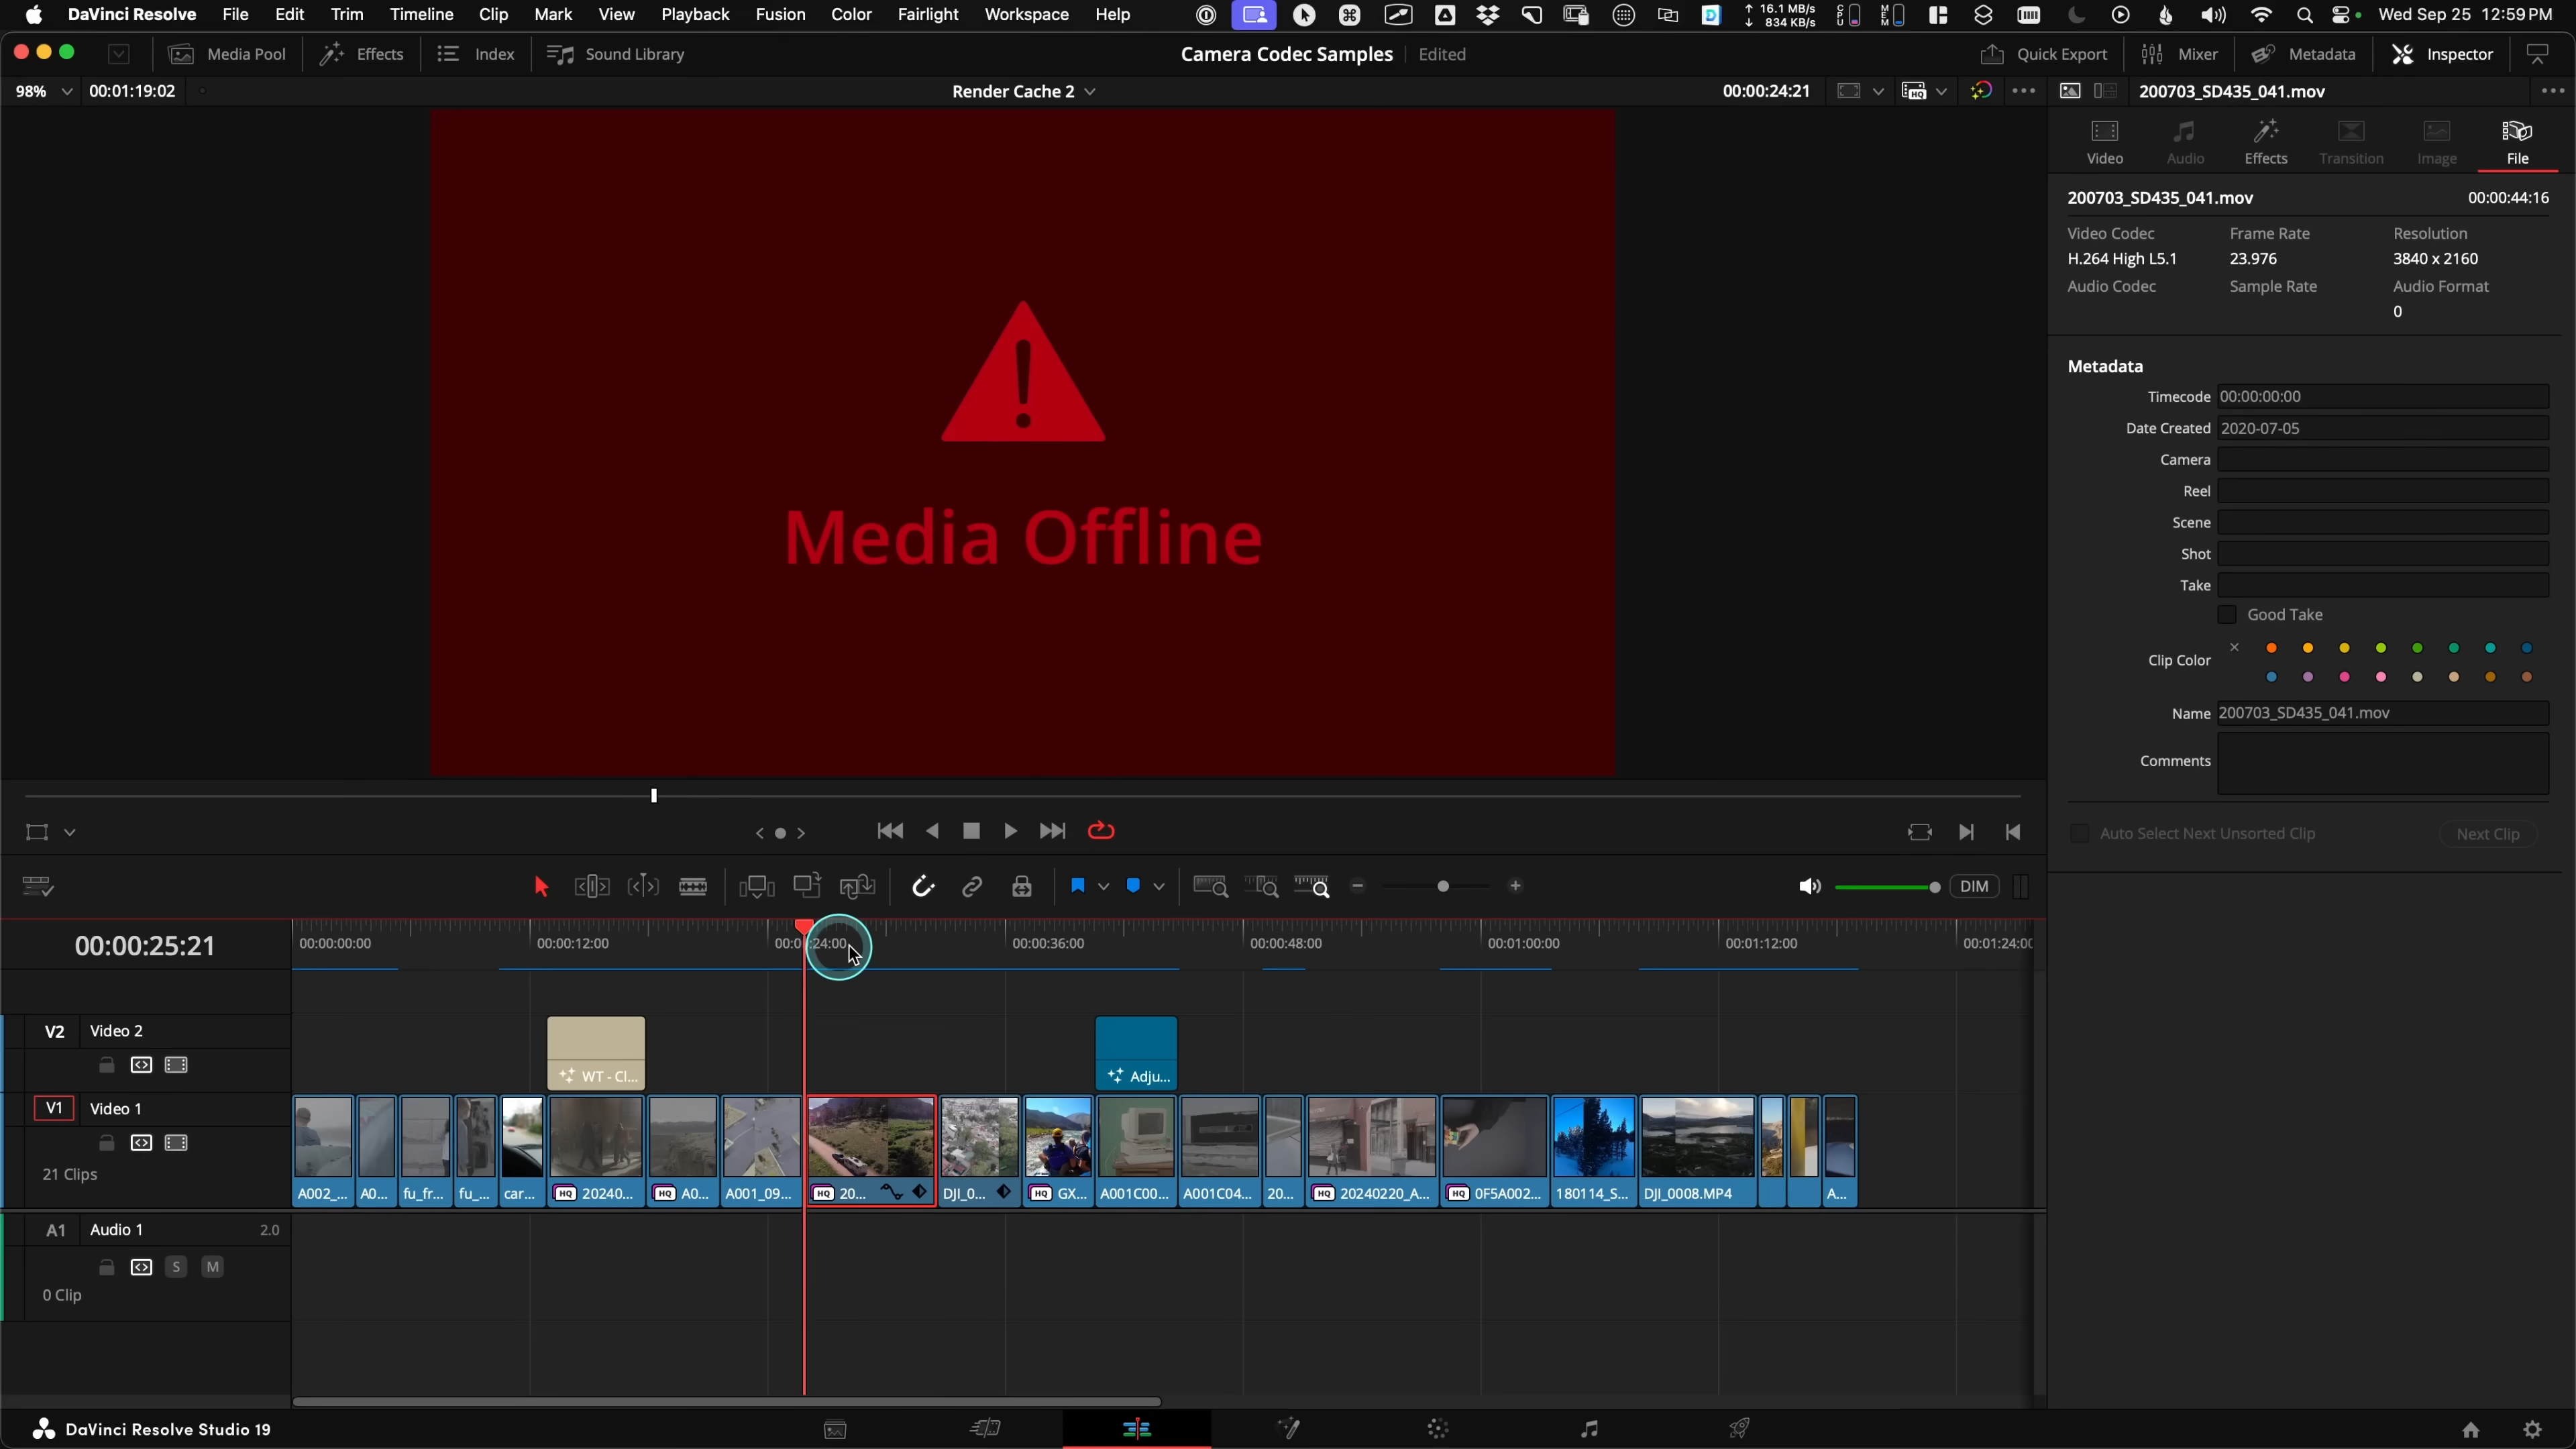 DaVinci Resolve File Edit Trim Timeline Clip Mark View Playback Fusion Color Fairlight Workspace Help
16.1 MB/s 834 KB/s CPU MEM Wed Sep 25 12:59 PM
Media Pool Effects Index Sound Library Camera Codec Samples Edited Quick Export Mixer Metadata Inspector
98% 00:01:19:02 Render Cache 2 00:00:24:21 HQ 200703_SD435_041.mov
Video Audio Effects Transition Image File
200703_SD435_041.mov 00:00:44:16
Video Codec Frame Rate Resolution
H.264 High L5.1 23.976 3840 x 2160
Audio Codec Sample Rate Audio Format
0
Metadata
Timecode 00:00:00:00
Date Created 2020-07-05
Camera
Reel
Scene
Shot
Take
Good Take
Clip Color
Name 200703_SD435_041.mov
Comments
Auto Select Next Unsorted Clip Next Clip
Media Offline
DIM
00:00:25:21 00:00:00:00 00:00:12:00 00:00:24:00 00:00:36:00 00:00:48:00 00:01:00:00 00:01:12:00 00:01:24:00
V2 Video 2
WT - Cl... Adju...
V1 Video 1
21 Clips
A002_... A0... fu_fr... fu_... car... HQ 20240... HQ A0... A001_09... HQ 20... DJI_0... HQ GX... A001C00... A001C04... 20... HQ 20240220_A... HQ 0F5A002... 180114_S... DJI_0008.MP4 A...
A1 Audio 1 2.0
S M
0 Clip
DaVinci Resolve Studio 19